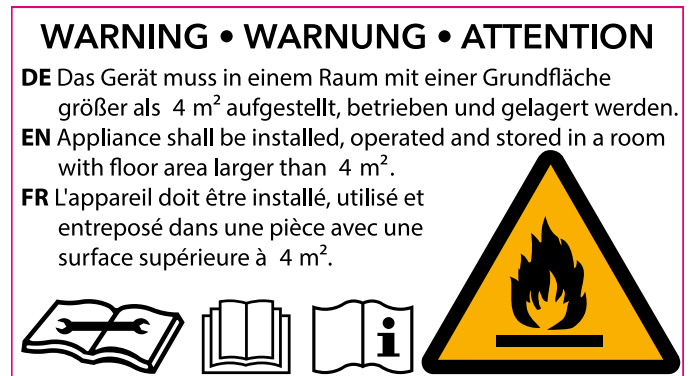 WARNING • WARNUNG • ATTENTION
DE Das Gerät muss in einem Raum mit einer Grundfläche
größer als 4 m² aufgestellt, betrieben und gelagert werden.
EN Appliance shall be installed, operated and stored in a room
with floor area larger than 4 m².
FR L'appareil doit être installé, utilisé et
entreposé dans une pièce avec une
surface supérieure à 4 m².
i